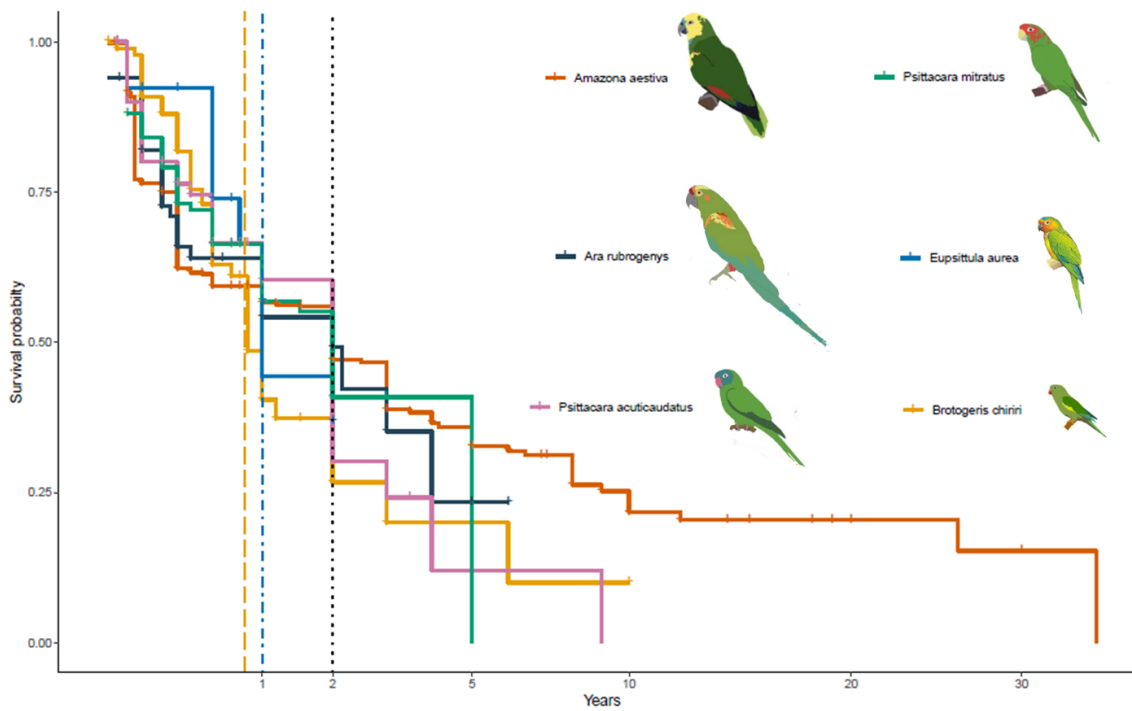 1.00
0.75
0.50
0.25
0.00
Survival probabilty
Amazona aestiva
Psittacara mitratus
Ara rubrogenys
Eupsittula aurea
Psittacara acuticaudatus
Brotogeris chiriri
1
2
5
10
20
30
Years